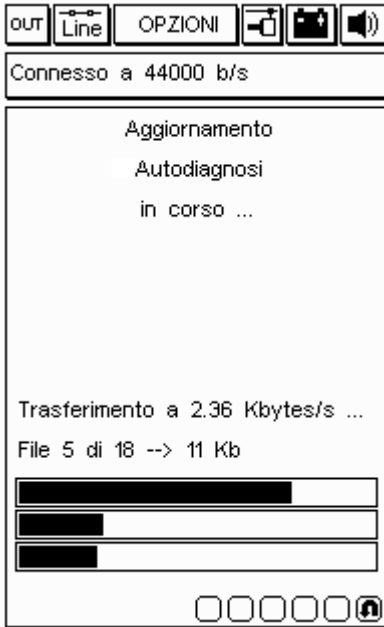 OUT Line OPZIONI
Connesso a 44000 b/s
Aggiornamento
Autodiagnosi
in corso ...
Trasferimento a 2.36 Kbytes/s ...
File 5 di 18 --> 11 Kb